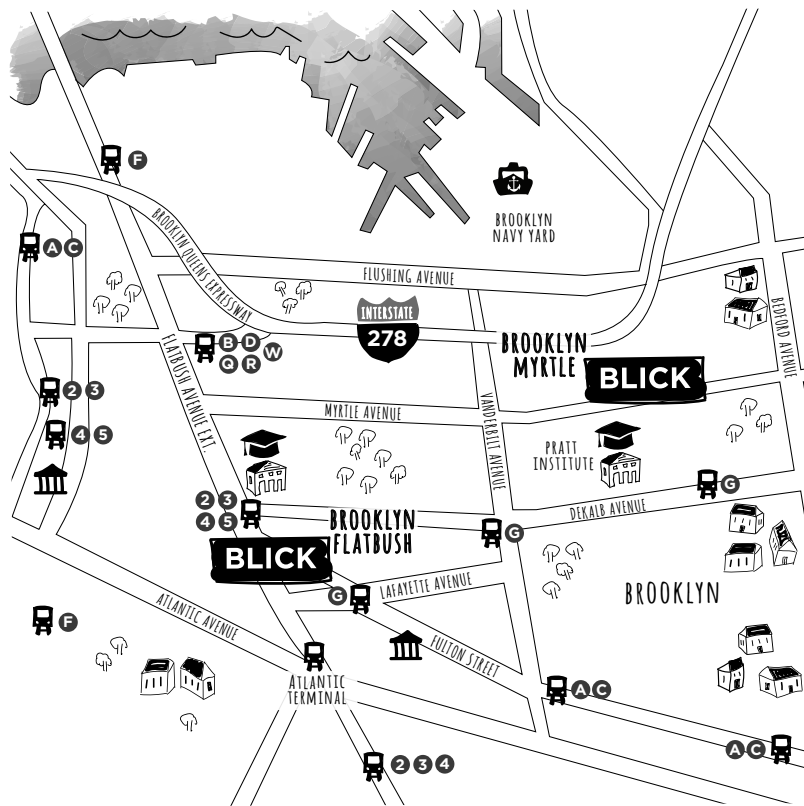 F
BROOKLYN
NAVY YARD
A C
BROOKLYN QUEENS EXPRESSWAY
FLUSHING AVENUE
INTERSTATE
278
BEDFORD AVENUE
B D
W
Q R
BROOKLYN
MYRTLE
BLICK
FLATBUSH AVENUE EXT.
2 3
MYRTLE AVENUE
VANDERBILT AVENUE
4 5
PRATT
INSTITUTE
G
2 3
4 5
DEKALB AVENUE
BROOKLYN
FLATBUSH
G
BLICK
LAFAYETTE AVENUE
G
BROOKLYN
ATLANTIC AVENUE
F
FULTON STREET
ATLANTIC
TERMINAL
A C
A C
2 3 4